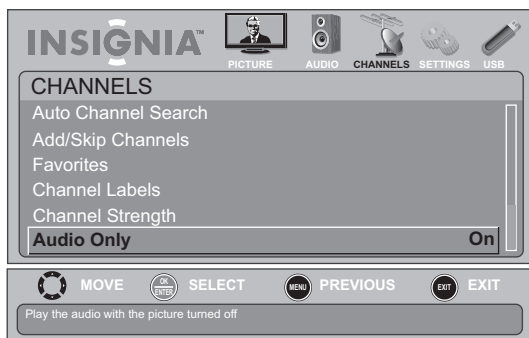 INSIGNIA™
PICTURE AUDIO CHANNELS SETTINGS USB
CHANNELS
Auto Channel Search
Add/Skip Channels
Favorites
Channel Labels
Channel Strength
Audio Only On
MOVE OK ENTER SELECT MENU PREVIOUS EXIT EXIT
Play the audio with the picture turned off